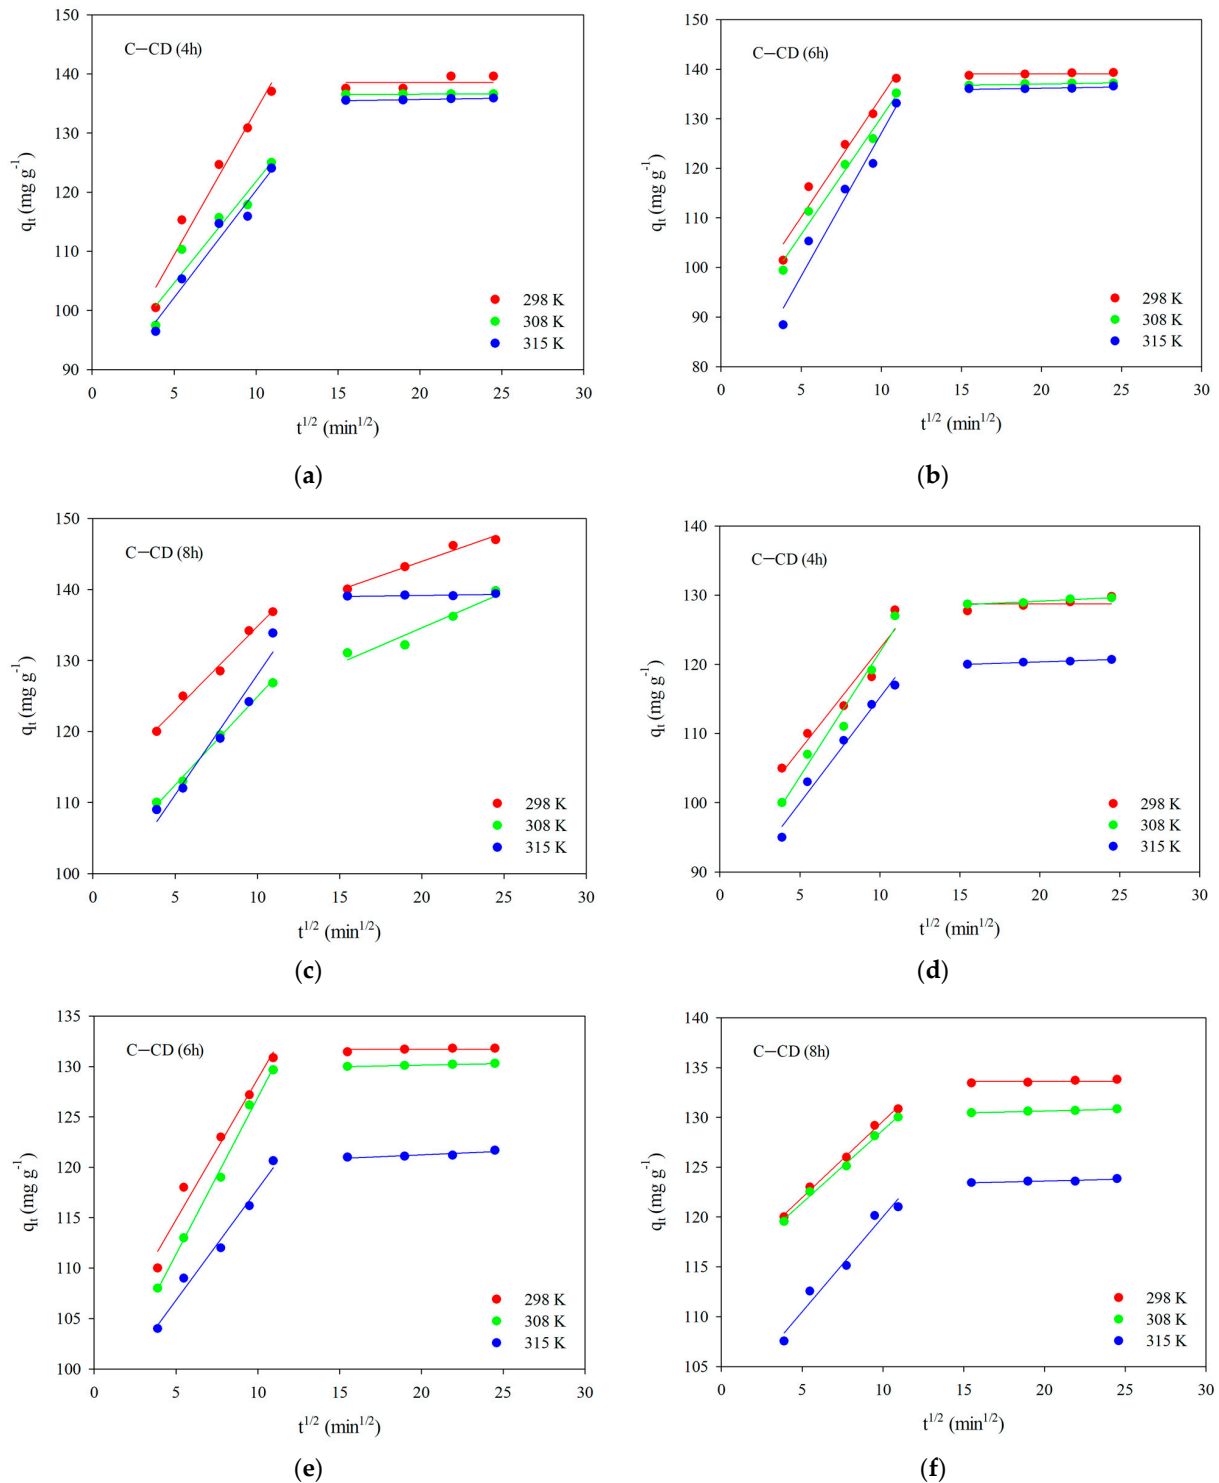 150
140
130
120
110
100
90
0 5 10 15 20 25 30
q_t (mg g^-1)
t^1/2 (min^1/2)
C−CD (4h)
298 K
308 K
315 K
(a)
150
140
130
120
110
100
90
80
0 5 10 15 20 25 30
q_t (mg g^-1)
t^1/2 (min^1/2)
C−CD (6h)
298 K
308 K
315 K
(b)
150
140
130
120
110
100
0 5 10 15 20 25 30
q_t (mg g^-1)
t^1/2 (min^1/2)
C−CD (8h)
298 K
308 K
315 K
(c)
140
130
120
110
100
90
0 5 10 15 20 25 30
q_t (mg g^-1)
t^1/2 (min^1/2)
C−CD (4h)
298 K
308 K
315 K
(d)
135
130
125
120
115
110
105
100
0 5 10 15 20 25 30
q_t (mg g^-1)
t^1/2 (min^1/2)
C−CD (6h)
298 K
308 K
315 K
(e)
140
135
130
125
120
115
110
105
0 5 10 15 20 25 30
q_t (mg g^-1)
t^1/2 (min^1/2)
C−CD (8h)
298 K
308 K
315 K
(f)